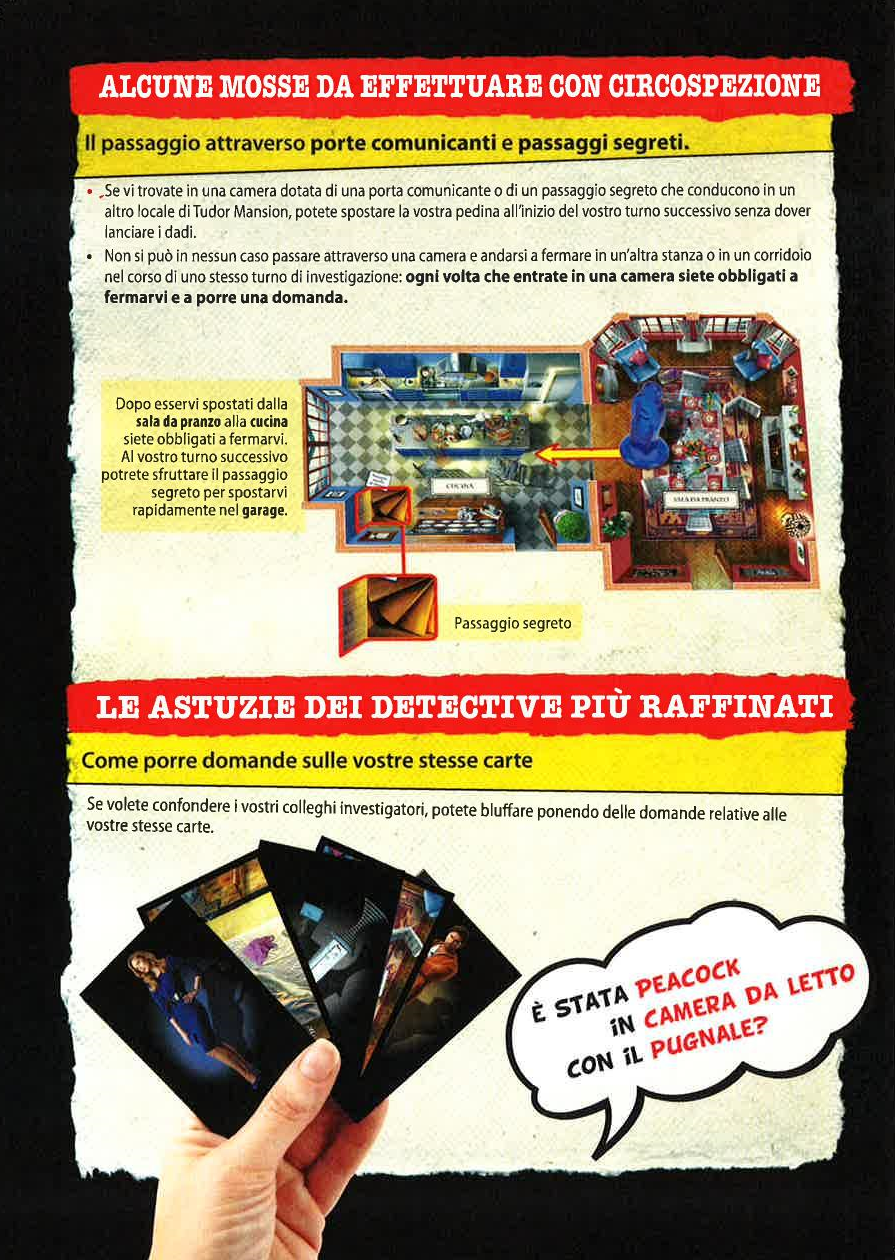 ALCUNE MOSSE DA EFFETTUARE CON CIRCOSPEZIONE
Il passaggio attraverso porte comunicanti e passaggi segreti.
• Se vi trovate in una camera dotata di una porta comunicante o di un passaggio segreto che conducono in un
altro locale di Tudor Mansion, potete spostare la vostra pedina all'inizio del vostro turno successivo senza dover
lanciare i dadi.
• Non si può in nessun caso passare attraverso una camera e andarsi a fermare in un'altra stanza o in un corridoio
nel corso di uno stesso turno di investigazione: ogni volta che entrate in una camera siete obbligati a
fermarvi e a porre una domanda.
Dopo esservi spostati dalla
sala da pranzo alla cucina
siete obbligati a fermarvi.
Al vostro turno successivo
potrete sfruttare il passaggio
segreto per spostarvi
rapidamente nel garage.
CUCINA
SALA DA PRANZO
Passaggio segreto
LE ASTUZIE DEI DETECTIVE PIÙ RAFFINATI
Come porre domande sulle vostre stesse carte
Se volete confondere i vostri colleghi investigatori, potete bluffare ponendo delle domande relative alle
vostre stesse carte.
È STATA PEACOCK
IN CAMERA DA LETTO
CON IL PUGNALE?